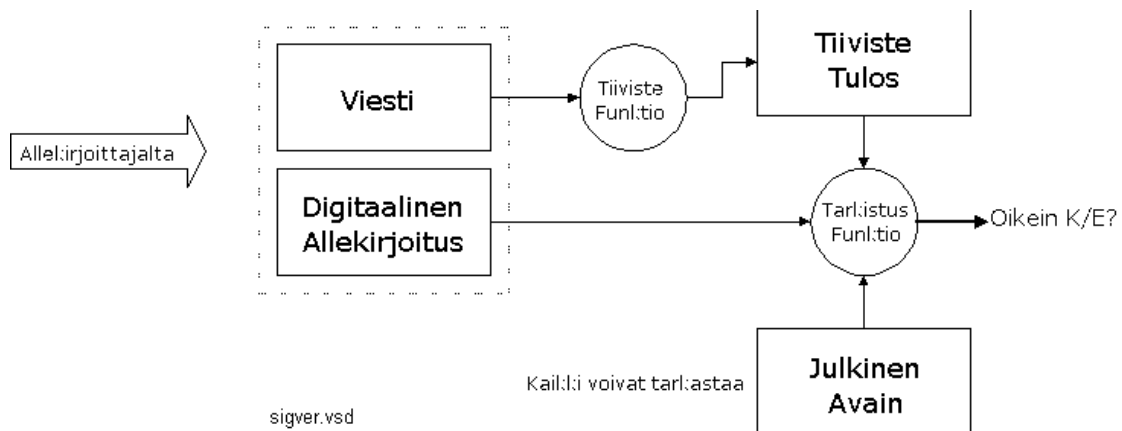 Allekirjoittajalta
Viesti
Digitaalinen
Allekirjoitus
Tiiviste
Funktio
Tiiviste
Tulos
Tarkistus
Funktio
Oikein K/E?
Kaikki voivat tarkastaa
Julkinen
Avain
sigver.vsd